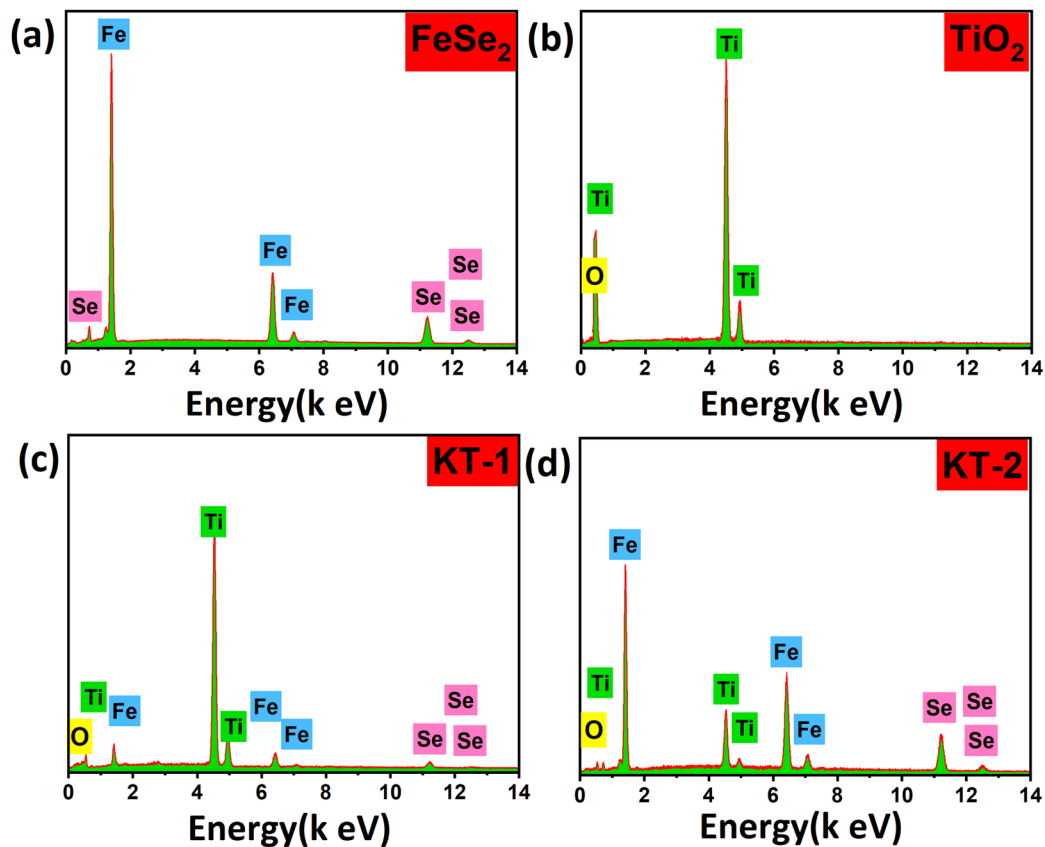 (a)
Fe
FeSe₂
Fe
Se
Se
Se
Fe
Se
0 2 4 6 8 10 12 14
Energy(k eV)
(b)
Ti
TiO₂
Ti
O
Ti
0 2 4 6 8 10 12 14
Energy(k eV)
(c)
KT-1
Ti
Ti
Fe
Fe
Se
O
Ti
Fe
Se
Se
0 2 4 6 8 10 12 14
Energy(k eV)
(d)
KT-2
Fe
Fe
Ti
Ti
Se
Se
O
Ti
Fe
Se
0 2 4 6 8 10 12 14
Energy(k eV)